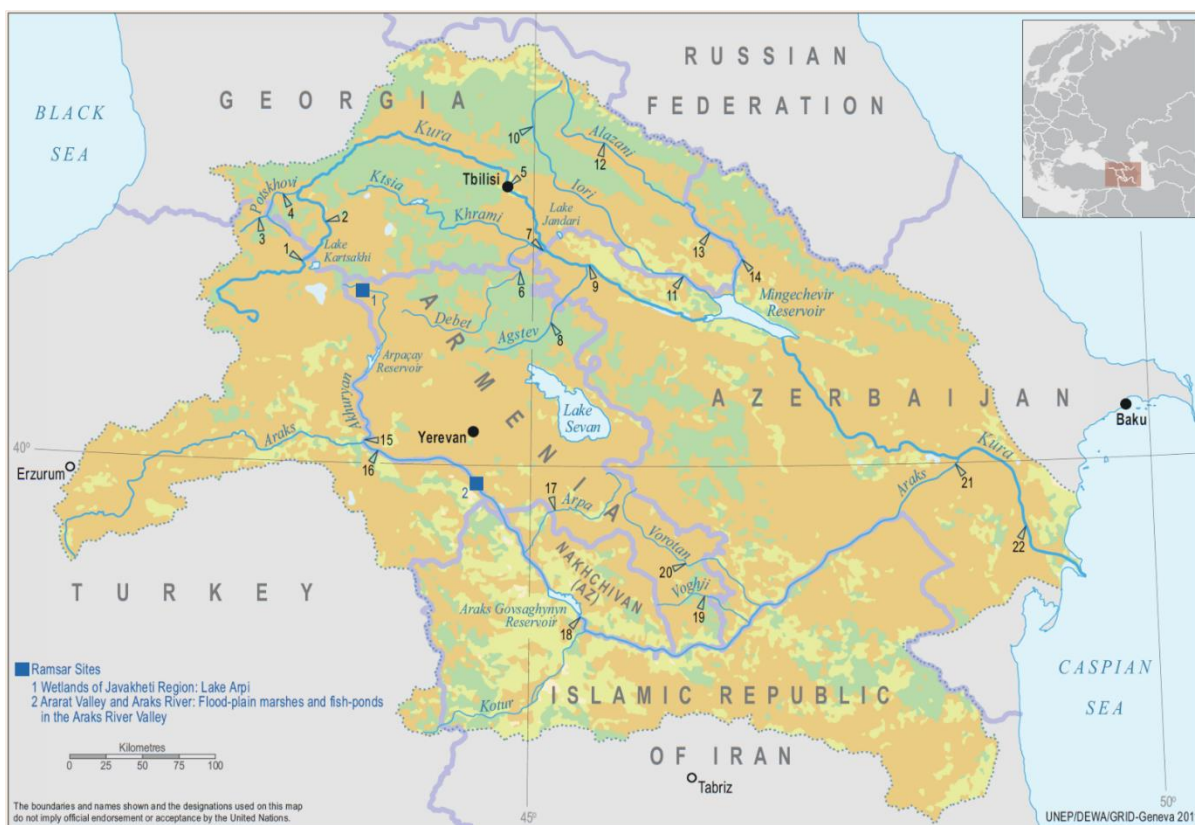 RUSSIAN
FEDERATION
GEORGIA
BLACK
SEA
Kura
Alazani
10
12
Potskhovi
Ktsia
Tbilisi
5
Iori
4
2
3
Khrami
Lake
Jandari
7
13
14
1
Lake
Kartsakhi
6
9
11
Mingechevir
Reservoir
1
ARMENIA
Debet
Agstev
8
Arpaçay
Reservoir
AZERBAIJAN
Lake
Sevan
Baku
Akhuryan
Araks
15
Yerevan
40°
Erzurum
16
Kura
Araks
21
2
17
Arpa
22
Vorotan
20
NAKHCHIVAN
(AZ)
Voghji
19
TURKEY
Araks Govsaghynyn
Reservoir
18
ISLAMIC REPUBLIC
OF IRAN
CASPIAN
SEA
Kotur
Tabriz
Ramsar Sites
1 Wetlands of Javakheti Region: Lake Arpi
2 Ararat Valley and Araks River: Flood-plain marshes and fish-ponds
in the Araks River Valley
Kilometres
0 25 50 75 100
The boundaries and names shown and the designations used on this map
do not imply official endorsement or acceptance by the United Nations.
45°
50°
UNEP/DEWA/GRID-Geneva 201